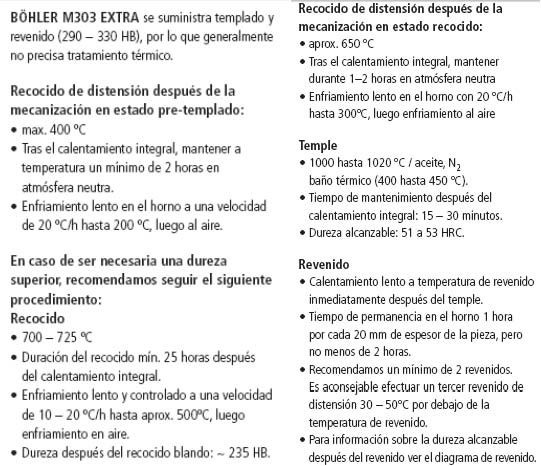 BÖHLER M303 EXTRA se suministra templado y
revenido (290 – 330 HB), por lo que generalmente
no precisa tratamiento térmico.
Recocido de distensión después de la
mecanización en estado pre-templado:
• max. 400 ºC
• Tras el calentamiento integral, mantener a
temperatura un mínimo de 2 horas en
atmósfera neutra.
• Enfriamiento lento en el horno a una velocidad
de 20 ºC/h hasta 200 ºC, luego al aire.
En caso de ser necesaria una dureza
superior, recomendamos seguir el siguiente
procedimiento:
Recocido
• 700 – 725 ºC
• Duración del recocido mín. 25 horas después
del calentamiento integral.
• Enfriamiento lento y controlado a una velocidad
de 10 – 20 ºC/h hasta aprox. 500ºC, luego
enfriamiento en aire.
• Dureza después del recocido blando: ~ 235 HB.
Recocido de distensión después de la
mecanización en estado recocido:
• aprox. 650 ºC
• Tras el calentamiento integral, mantener
durante 1–2 horas en atmósfera neutra
• Enfriamiento lento en el horno con 20 ºC/h
hasta 300ºC, luego enfriamiento al aire
Temple
• 1000 hasta 1020 ºC / aceite, N₂
baño térmico (400 hasta 450 ºC).
• Tiempo de mantenimiento después del
calentamiento integral: 15 – 30 minutos.
• Dureza alcanzable: 51 a 53 HRC.
Revenido
• Calentamiento lento a temperatura de revenido
inmediatamente después del temple.
• Tiempo de permanencia en el horno 1 hora
por cada 20 mm de espesor de la pieza, pero
no menos de 2 horas.
• Recomendamos un mínimo de 2 revenidos.
Es aconsejable efectuar un tercer revenido de
distensión 30 – 50ºC por debajo de la
temperatura de revenido.
• Para información sobre la dureza alcanzable
después del revenido ver el diagrama de revenido.